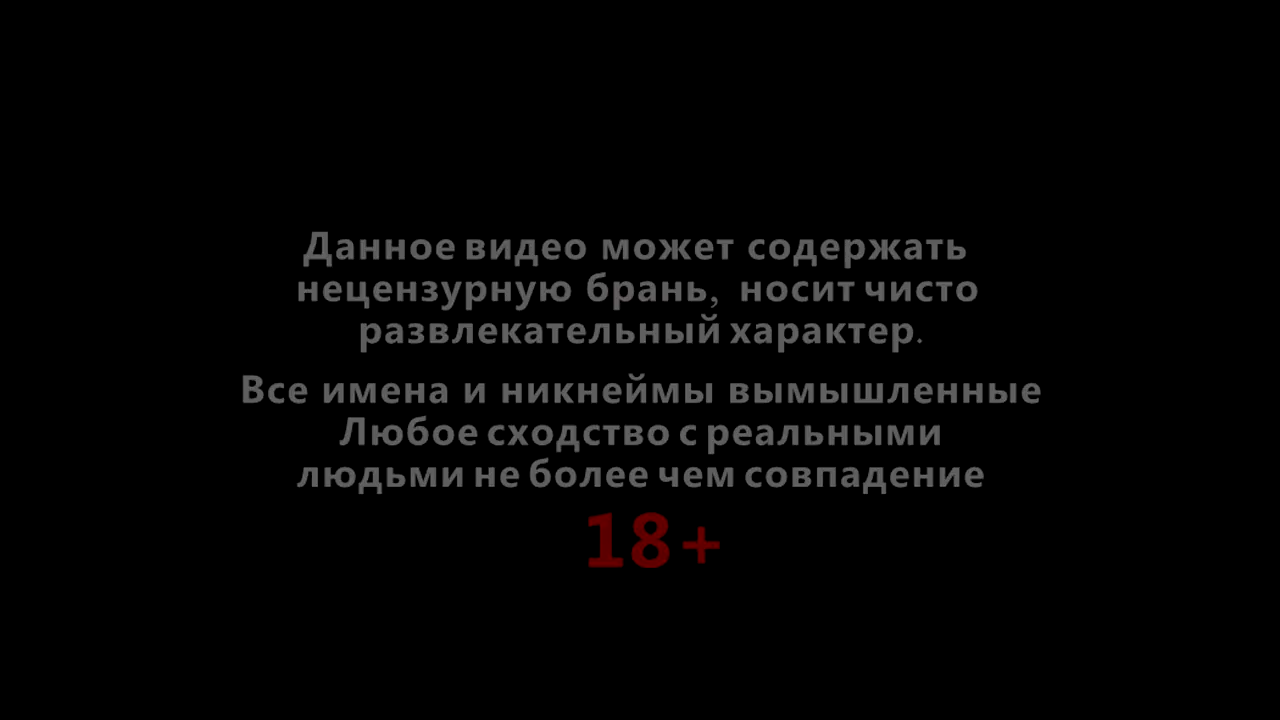 Данное видео может содержать
нецензурную брань, носит чисто
развлекательный характер.
Все имена и никнеймы вымышленные
Любое сходство с реальными
людьми не более чем совпадение
18+